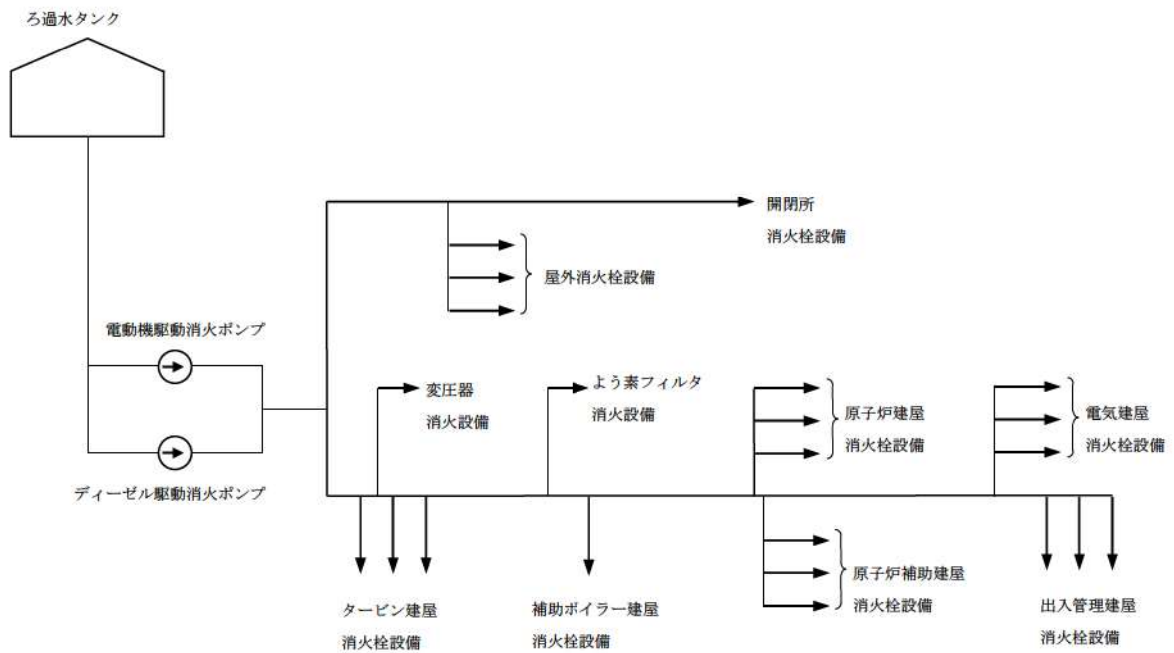 ろ過水タンク
開閉所
消火栓設備
屋外消火栓設備
電動機駆動消火ポンプ
変圧器
消火設備
よう素フィルタ
消火設備
原子炉建屋
消火栓設備
電気建屋
消火栓設備
ディーゼル駆動消火ポンプ
タービン建屋
消火栓設備
補助ボイラー建屋
消火栓設備
原子炉補助建屋
消火栓設備
出入管理建屋
消火栓設備